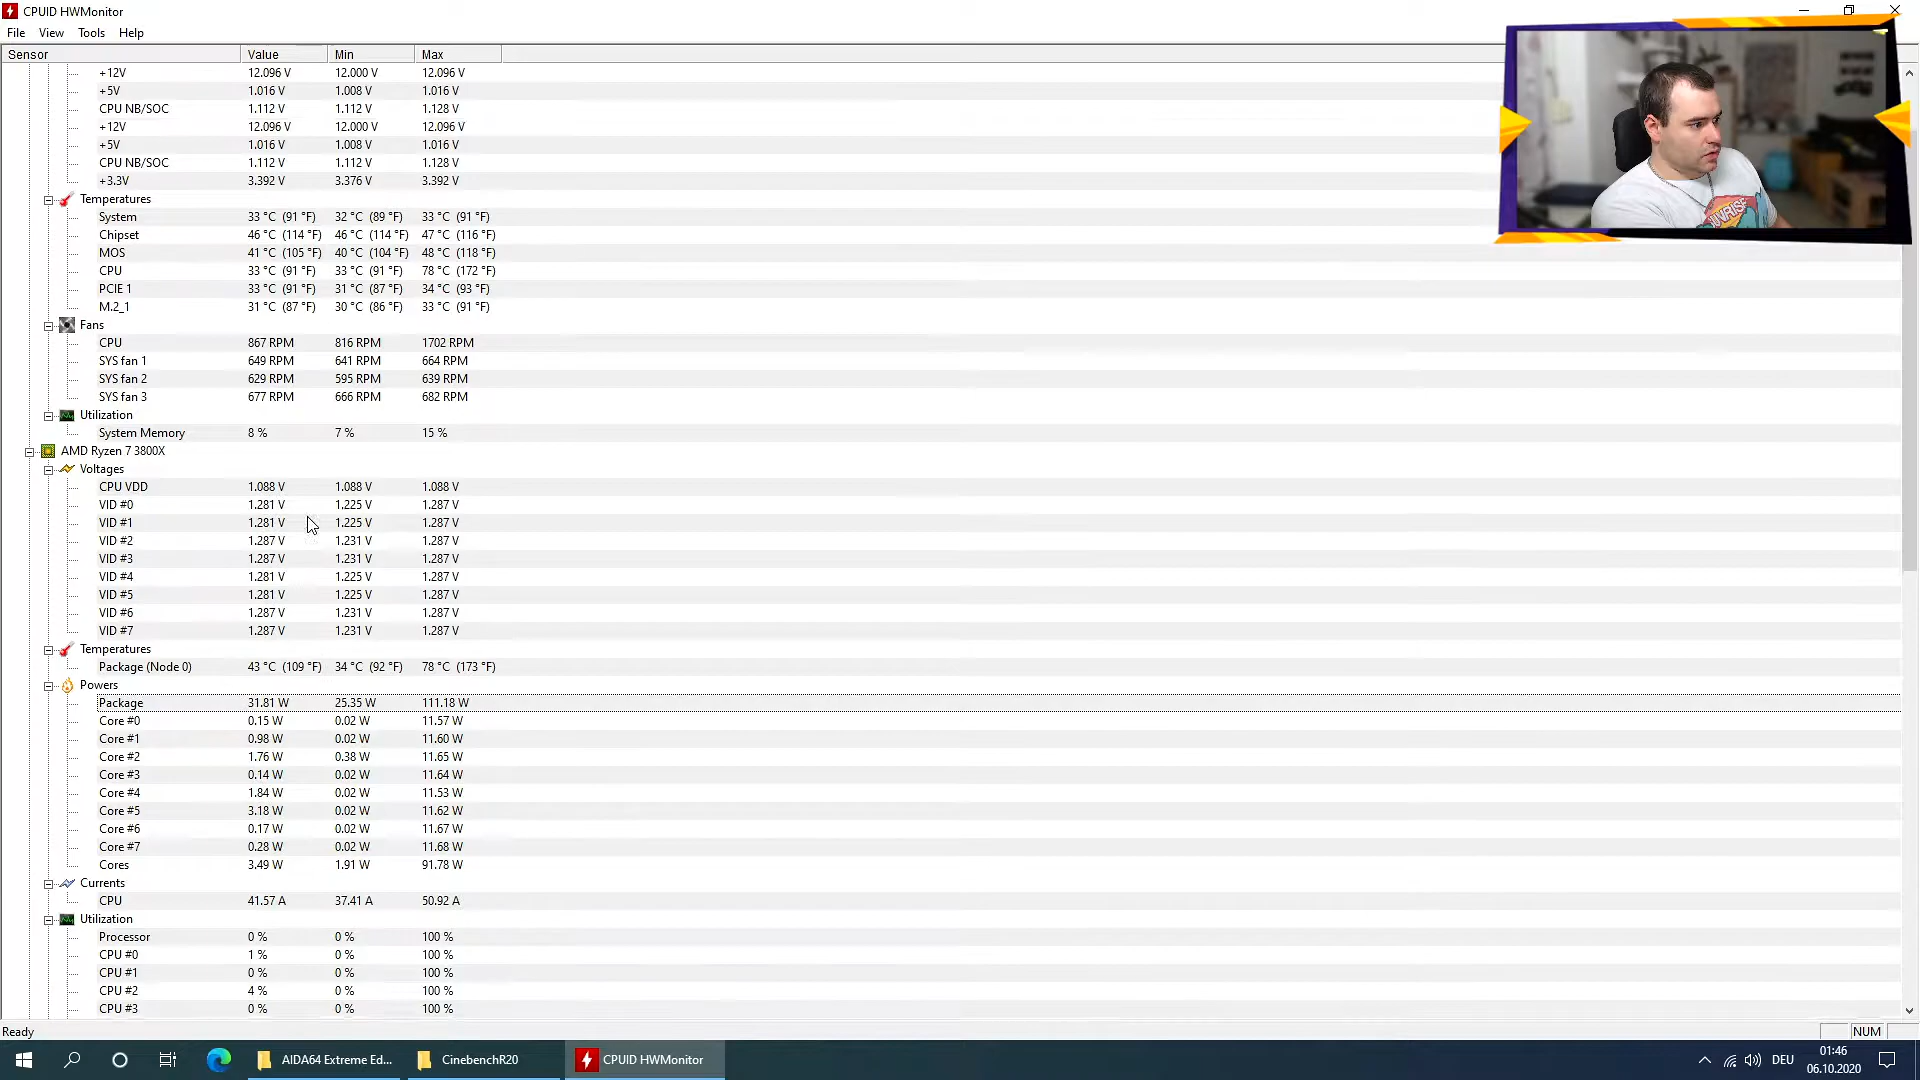 CPUID HWMonitor
File View Tools Help
Sensor Value Min Max
+12V 12.096 V 12.000 V 12.096 V
+5V 1.016 V 1.008 V 1.016 V
CPU NB/SOC 1.112 V 1.112 V 1.128 V
+12V 12.096 V 12.000 V 12.096 V
+5V 1.016 V 1.008 V 1.016 V
CPU NB/SOC 1.112 V 1.112 V 1.128 V
+3.3V 3.392 V 3.376 V 3.392 V
Temperatures
System 33 °C (91 °F) 32 °C (89 °F) 33 °C (91 °F)
Chipset 46 °C (114 °F) 46 °C (114 °F) 47 °C (116 °F)
MOS 41 °C (105 °F) 40 °C (104 °F) 48 °C (118 °F)
CPU 33 °C (91 °F) 33 °C (91 °F) 78 °C (172 °F)
PCIE 1 33 °C (91 °F) 31 °C (87 °F) 34 °C (93 °F)
M.2_1 31 °C (87 °F) 30 °C (86 °F) 33 °C (91 °F)
Fans
CPU 867 RPM 816 RPM 1702 RPM
SYS fan 1 649 RPM 641 RPM 664 RPM
SYS fan 2 629 RPM 595 RPM 639 RPM
SYS fan 3 677 RPM 666 RPM 682 RPM
Utilization
System Memory 8 % 7 % 15 %
AMD Ryzen 7 3800X
Voltages
CPU VDD 1.088 V 1.088 V 1.088 V
VID #0 1.281 V 1.225 V 1.287 V
VID #1 1.281 V 1.225 V 1.287 V
VID #2 1.287 V 1.231 V 1.287 V
VID #3 1.287 V 1.231 V 1.287 V
VID #4 1.281 V 1.225 V 1.287 V
VID #5 1.281 V 1.225 V 1.287 V
VID #6 1.287 V 1.231 V 1.287 V
VID #7 1.287 V 1.231 V 1.287 V
Temperatures
Package (Node 0) 43 °C (109 °F) 34 °C (92 °F) 78 °C (173 °F)
Powers
Package 31.81 W 25.35 W 111.18 W
Core #0 0.15 W 0.02 W 11.57 W
Core #1 0.98 W 0.02 W 11.60 W
Core #2 1.76 W 0.38 W 11.65 W
Core #3 0.14 W 0.02 W 11.64 W
Core #4 1.84 W 0.02 W 11.53 W
Core #5 3.18 W 0.02 W 11.62 W
Core #6 0.17 W 0.02 W 11.67 W
Core #7 0.28 W 0.02 W 11.68 W
Cores 3.49 W 1.91 W 91.78 W
Currents
CPU 41.57 A 37.41 A 50.92 A
Utilization
Processor 0 % 0 % 100 %
CPU #0 1 % 0 % 100 %
CPU #1 0 % 0 % 100 %
CPU #2 4 % 0 % 100 %
CPU #3 0 % 0 % 100 %
Ready NUM
AIDA64 Extreme Ed... CinebenchR20 CPUID HWMonitor DEU 01:46
06.10.2020